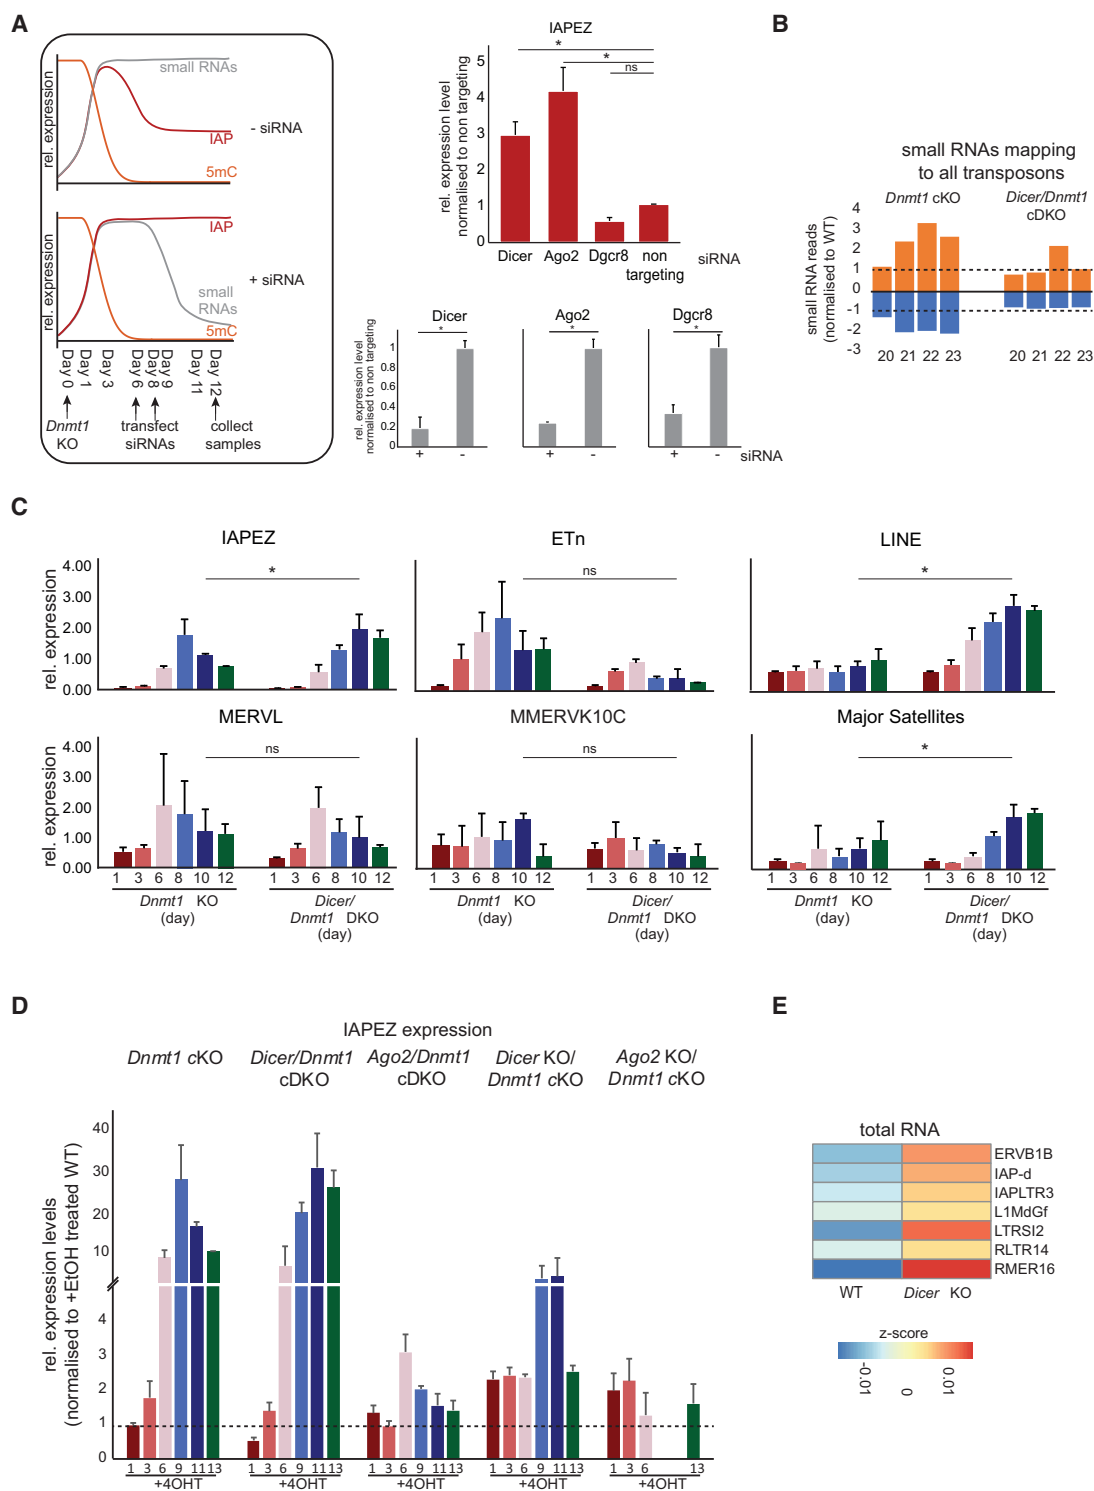 A
rel. expression
small RNAs
IAP
5mC
- siRNA
rel. expression
IAP
small
RNAs
5mC
+ siRNA
Day 0
Day 1
Day 3
Day 6
Day 8
Day 9
Day 11
Day 12
Dnmt1
KO
transfect
siRNAs
collect
samples
IAPEZ
rel. expression level
normalised to non targeting
5
4
3
2
1
0
*
*
ns
Dicer Ago2 Dgcr8 non
targeting
siRNA
rel. expression level
normalised to non targeting
1
0.8
0.6
0.4
0.2
0
Dicer
*
+ -
Ago2
*
+ -
Dgcr8
*
+ -
siRNA
B
small RNAs mapping
to all transposons
Dnmt1 cKO
Dicer/Dnmt1
cDKO
small RNA reads
(normalised to WT)
4
3
2
1
0
-1
-2
-3
20 21 22 23
20 21 22 23
C
IAPEZ
ETn
LINE
rel. expression
4.00
3.00
2.00
1.00
0.00
*
ns
*
MERVL
MMERVK10C
Major Satellites
rel. expression
4.00
3.00
2.00
1.00
0.00
ns
ns
*
1 3 6 8 10 12
1 3 6 8 10 12
1 3 6 8 10 12
1 3 6 8 10 12
1 3 6 8 10 12
1 3 6 8 10 12
Dnmt1 KO
(day)
Dicer/
Dnmt1 DKO
(day)
Dnmt1 KO
(day)
Dicer/
Dnmt1 DKO
(day)
Dnmt1 KO
(day)
Dicer/
Dnmt1 DKO
(day)
D
IAPEZ expression
Dnmt1 cKO
Dicer/Dnmt1
cDKO
Ago2/Dnmt1
cDKO
Dicer KO/
Dnmt1 cKO
Ago2 KO/
Dnmt1 cKO
rel. expression levels
(normalised to +EtOH treated WT)
40
30
20
10
4
3
2
1
0
1 3 6 9 11 13
1 3 6 9 11 13
1 3 6 9 11 13
1 3 6 9 11 13
1 3 6 13
+4OHT
+4OHT
+4OHT
+4OHT
+4OHT
E
total RNA
ERVB1B
IAP-d
IAPLTR3
L1MdGf
LTRSI2
RLTR14
RMER16
WT
Dicer KO
z-score
-0.01
0
0.01